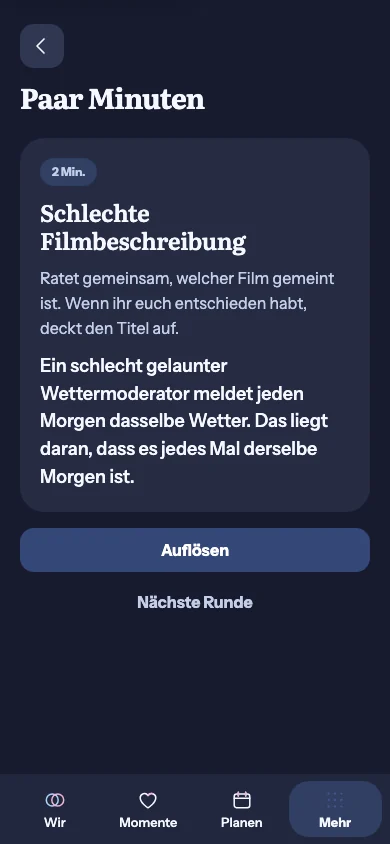 Paar Minuten
2 Min.
Schlechte
Filmbeschreibung
Ratet gemeinsam, welcher Film gemeint
ist. Wenn ihr euch entschieden habt,
deckt den Titel auf.
Ein schlecht gelaunter
Wettermoderator meldet jeden
Morgen dasselbe Wetter. Das liegt
daran, dass es jedes Mal derselbe
Morgen ist.
Auflösen
Nächste Runde
Wir
Momente
Planen
Mehr